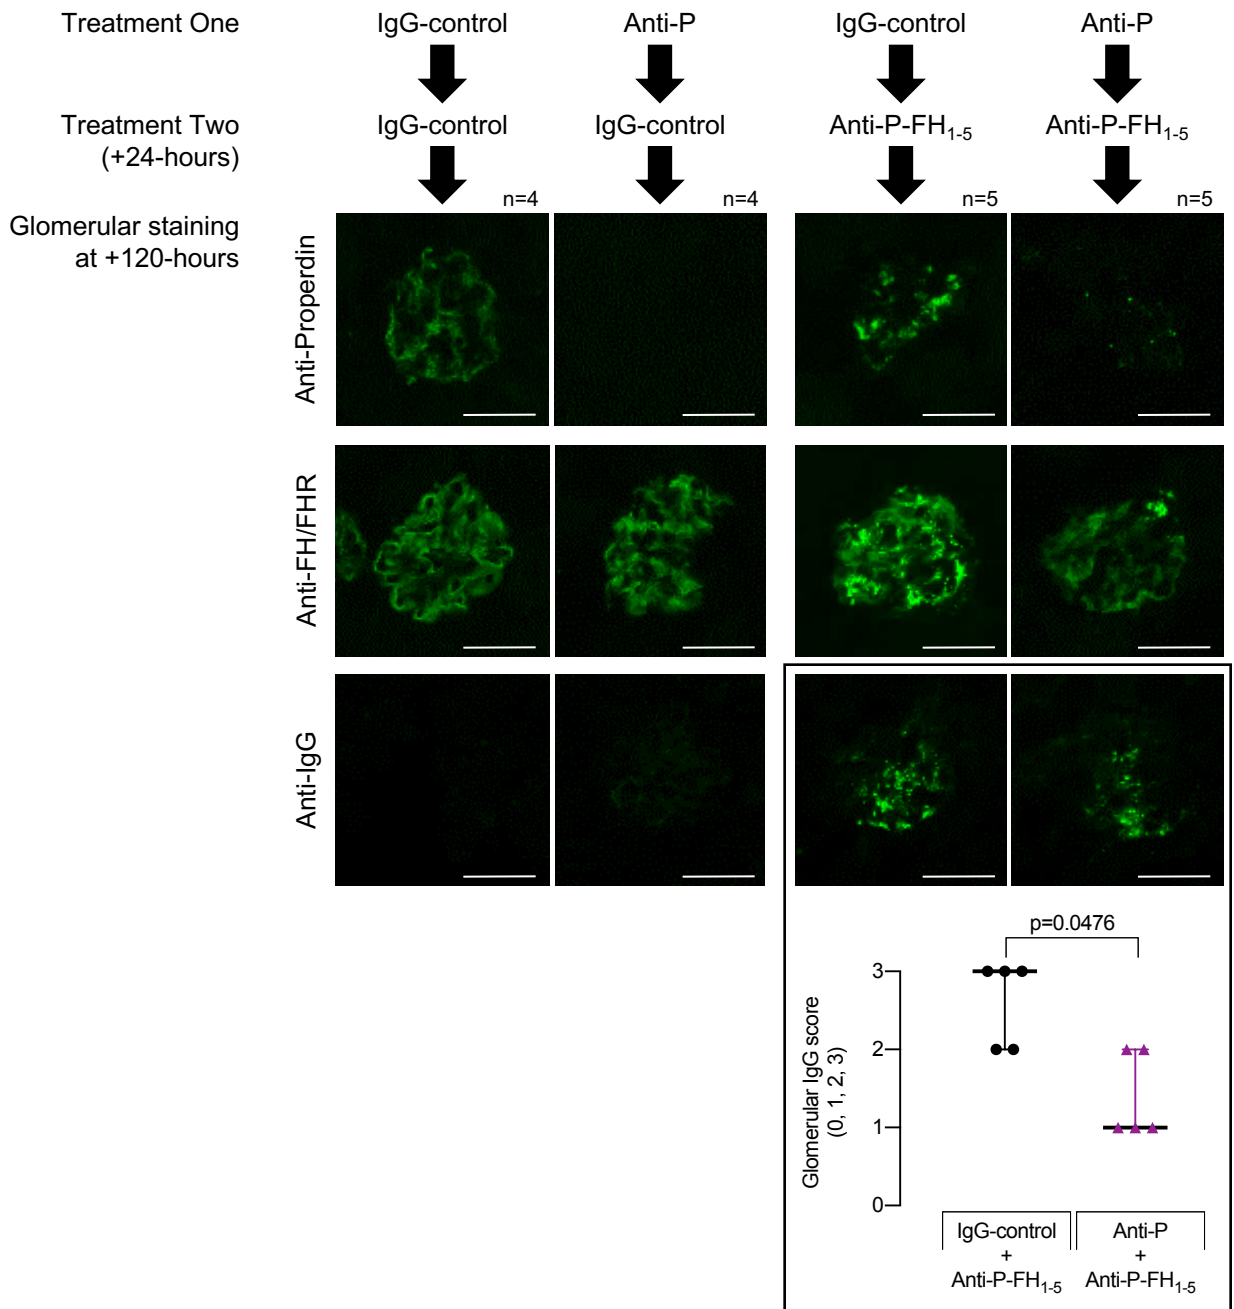 Treatment One
IgG-control
Anti-P
IgG-control
Anti-P
Treatment Two
(+24-hours)
IgG-control
IgG-control
Anti-P-FH1-5
Anti-P-FH1-5
n=4
n=4
n=5
n=5
Glomerular staining
at +120-hours
Anti-Properdin
Anti-FH/FHR
Anti-IgG
p=0.0476
Glomerular IgG score
(0, 1, 2, 3)
3
2
1
0
IgG-control
+
Anti-P-FH1-5
Anti-P
+
Anti-P-FH1-5